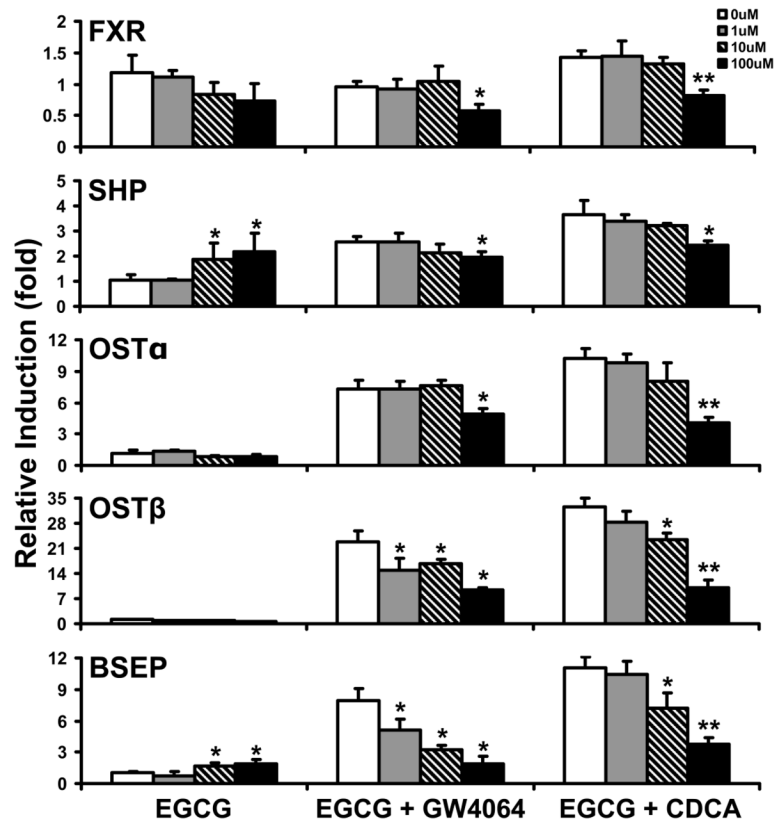 0uM
1uM
10uM
100uM
Relative Induction (fold)
FXR
2
1.5
1
0.5
0
*
**
SHP
5
4
3
2
1
0
* *
*
*
OSTα
12
9
6
3
0
*
**
OSTβ
35
28
21
14
7
0
* * *
* **
BSEP
12
9
6
3
0
* *
* * *
* **
EGCG
EGCG + GW4064
EGCG + CDCA